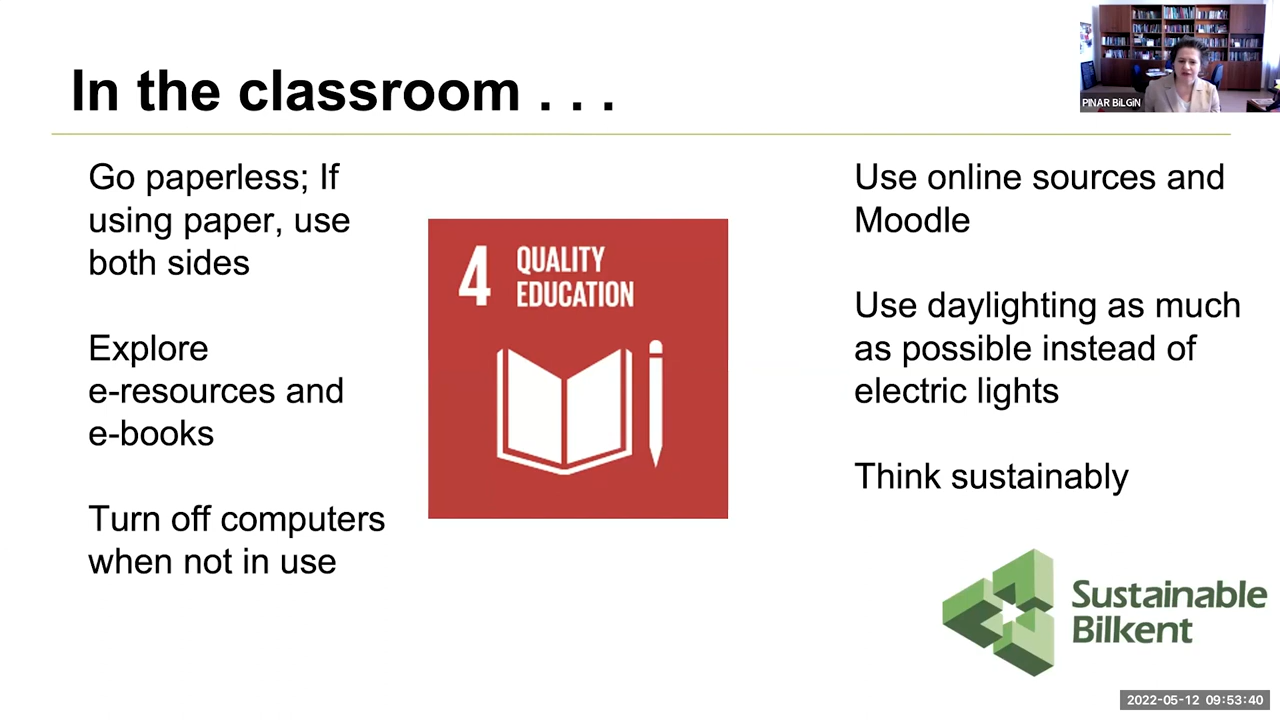 In the classroom . . .
PINAR BiLGiN
Go paperless; If
using paper, use
both sides
Explore
e-resources and
e-books
Turn off computers
when not in use
4 QUALITY
EDUCATION
Use online sources and
Moodle
Use daylighting as much
as possible instead of
electric lights
Think sustainably
Sustainable
Bilkent
2022-05-12 09:53:40